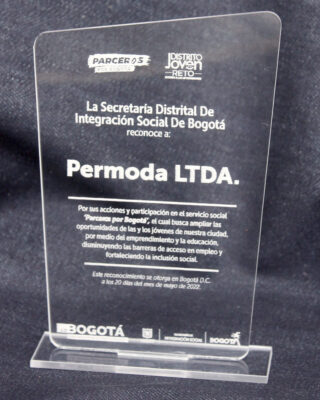 PARCEROS
POR BOGOTÁ
DISTRITO
Joven
RETO
La Secretaría Distrital De
Integración Social De Bogotá
reconoce a:
Permoda LTDA.
Por sus acciones y participación en el servicio social
"Parceros por Bogotá", el cual busca ampliar las
oportunidades de las y los jóvenes de nuestra ciudad,
por medio del emprendimiento y la educación,
disminuyendo las barreras de acceso en empleo y
fortaleciendo la inclusión social.
Este reconocimiento se otorga en Bogotá D.C.
a los 20 días del mes de mayo de 2022.
BOGOTÁ
INTEGRACIÓN SOCIAL
BOGOTÁ